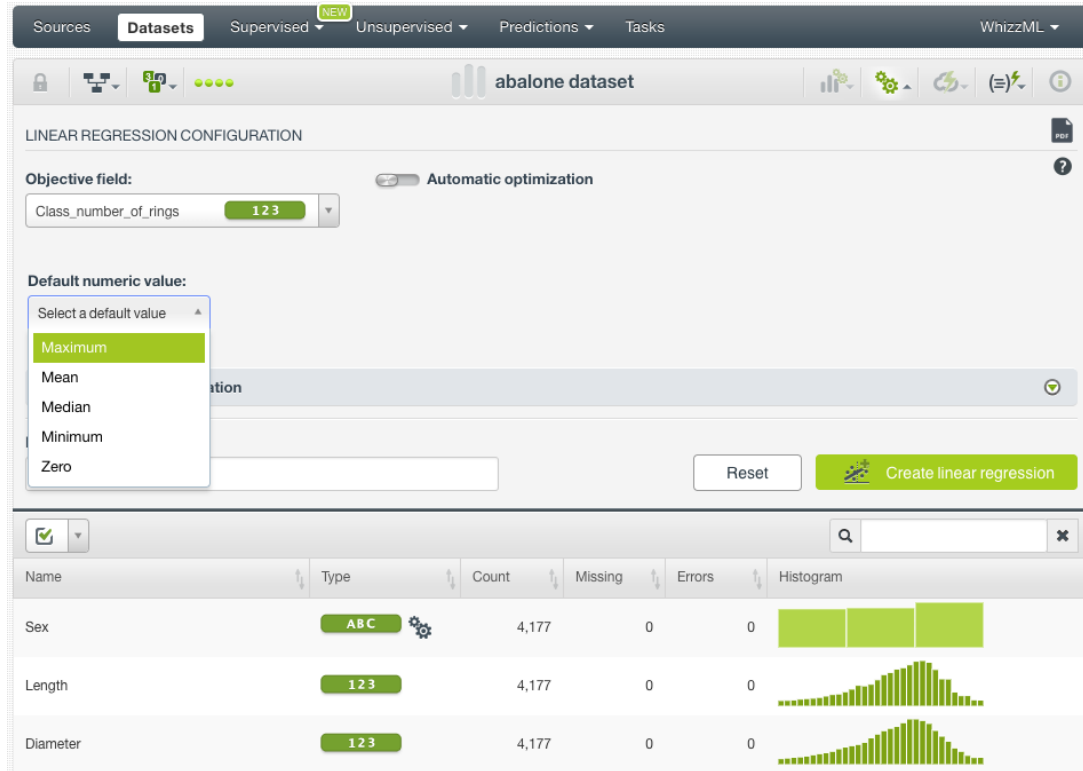 NEW
Sources Datasets Supervised Unsupervised Predictions Tasks WhizzML
abalone dataset
LINEAR REGRESSION CONFIGURATION
PDF
Objective field:
Automatic optimization
Class_number_of_rings 123
Default numeric value:
Select a default value
Maximum
Mean
Median
Minimum
Zero
Reset
Create linear regression
Name Type Count Missing Errors Histogram
Sex ABC 4,177 0 0
Length 123 4,177 0 0
Diameter 123 4,177 0 0